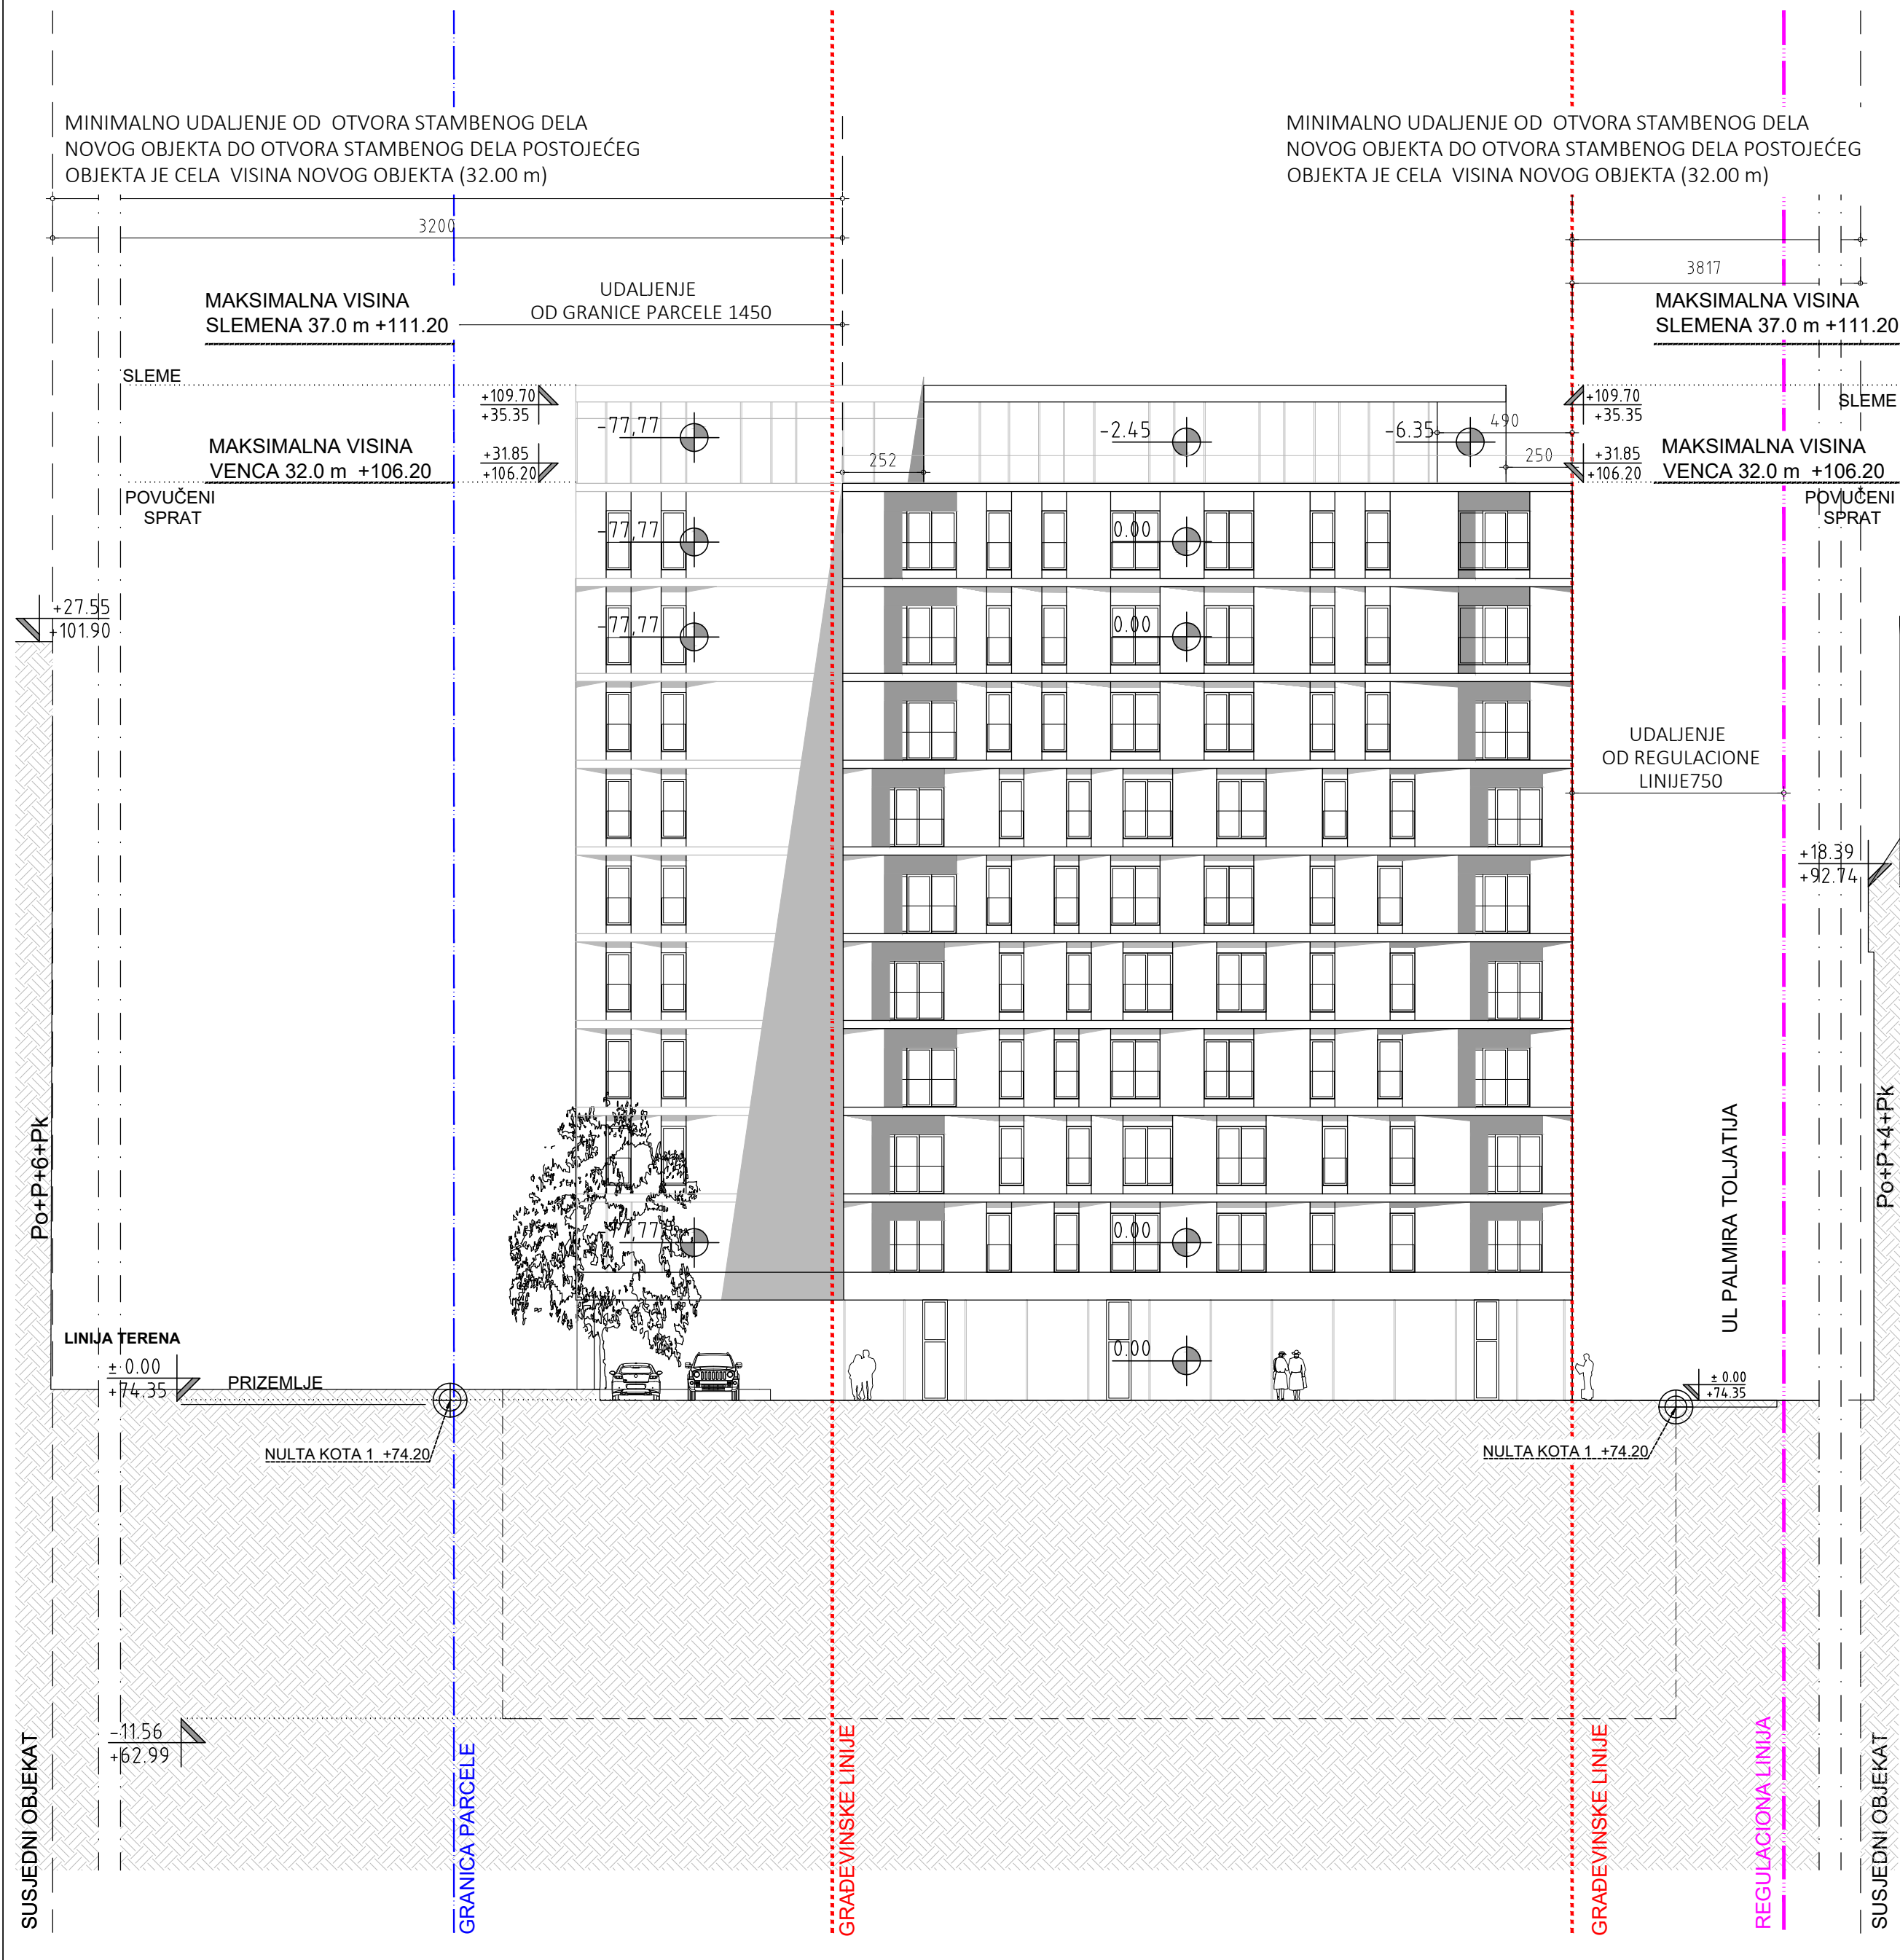 MINIMALNO UDALJENJE OD OTVORA STAMBENOG DELA
NOVOG OBJEKTA DO OTVORA STAMBENOG DELA POSTOJEĆEG
OBJEKTA JE CELA VISINA NOVOG OBJEKTA (32.00 m)
MINIMALNO UDALJENJE OD OTVORA STAMBENOG DELA
NOVOG OBJEKTA DO OTVORA STAMBENOG DELA POSTOJEĆEG
OBJEKTA JE CELA VISINA NOVOG OBJEKTA (32.00 m)
3200
3817
MAKSIMALNA VISINA
SLEMENA 37.0 m +111.20
UDALJENJE
OD GRANICE PARCELE 1450
MAKSIMALNA VISINA
SLEMENA 37.0 m +111.20
SLEME
+109.70
+35.35
+109.70
+35.35
SLEME
-77,77
-2.45
-6.35
490
MAKSIMALNA VISINA
VENCA 32.0 m +106.20
+31.85
+106.20
252
250
+31.85
+106.20
MAKSIMALNA VISINA
VENCA 32.0 m +106.20
POVUČENI
SPRAT
POVUČENI
SPRAT
-77,77
0.00
+27.55
+101.90
-77,77
0.00
UDALJENJE
OD REGULACIONE
LINIJE750
+18.39
+92.74
Po+P+6+Pk
UL PALMIRA TOLJATIJA
Po+P+4+Pk
-77,77
0.00
LINIJA TERENA
± 0.00
+74.35
PRIZEMLJE
0.00
± 0.00
+74.35
NULTA KOTA 1 +74.20
NULTA KOTA 1 +74.20
-11.56
+62.99
SUSJEDNI OBJEKAT
GRANICA PARCELE
GRAĐEVINSKE LINIJE
GRAĐEVINSKE LINIJE
REGULACIONA LINIJA
SUSJEDNI OBJEKAT